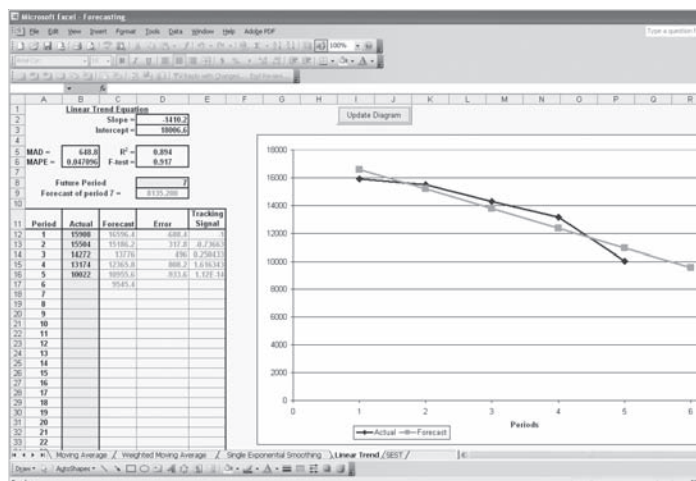 Microsoft Excel - Forecasting
File Edit View Insert Format Tools Data Window Help Adobe PDF
Type a question f
100%
A B C D E F G H I J K L M N O P Q R
Linear Trend Equation
Slope = -1410.2
Intercept = 18006.6
Update Diagram
MAD = 648.8 R² = 0.894
MAPE = 0.047096 F-test = 0.917
Future Period 7
Forecast of period 7 = 8135.200
Period Actual Forecast Error Tracking Signal
1 15908 16596.4 -688.4 -1
2 15504 15186.2 317.8 -0.73663
3 14272 13776 496 0.250433
4 13174 12365.8 808.2 1.616343
5 10022 10955.6 -933.6 1.12E-14
6 9545.4
7
8
9
10
11
12
13
14
15
16
17
18
19
20
21
22
18000
16000
14000
12000
10000
8000
6000
4000
2000
0
0 1 2 3 4 5 6
Periods
Actual Forecast
Moving Average / Weighted Moving Average / Single Exponential Smoothing / Linear Trend / SEST /
Draw AutoShapes